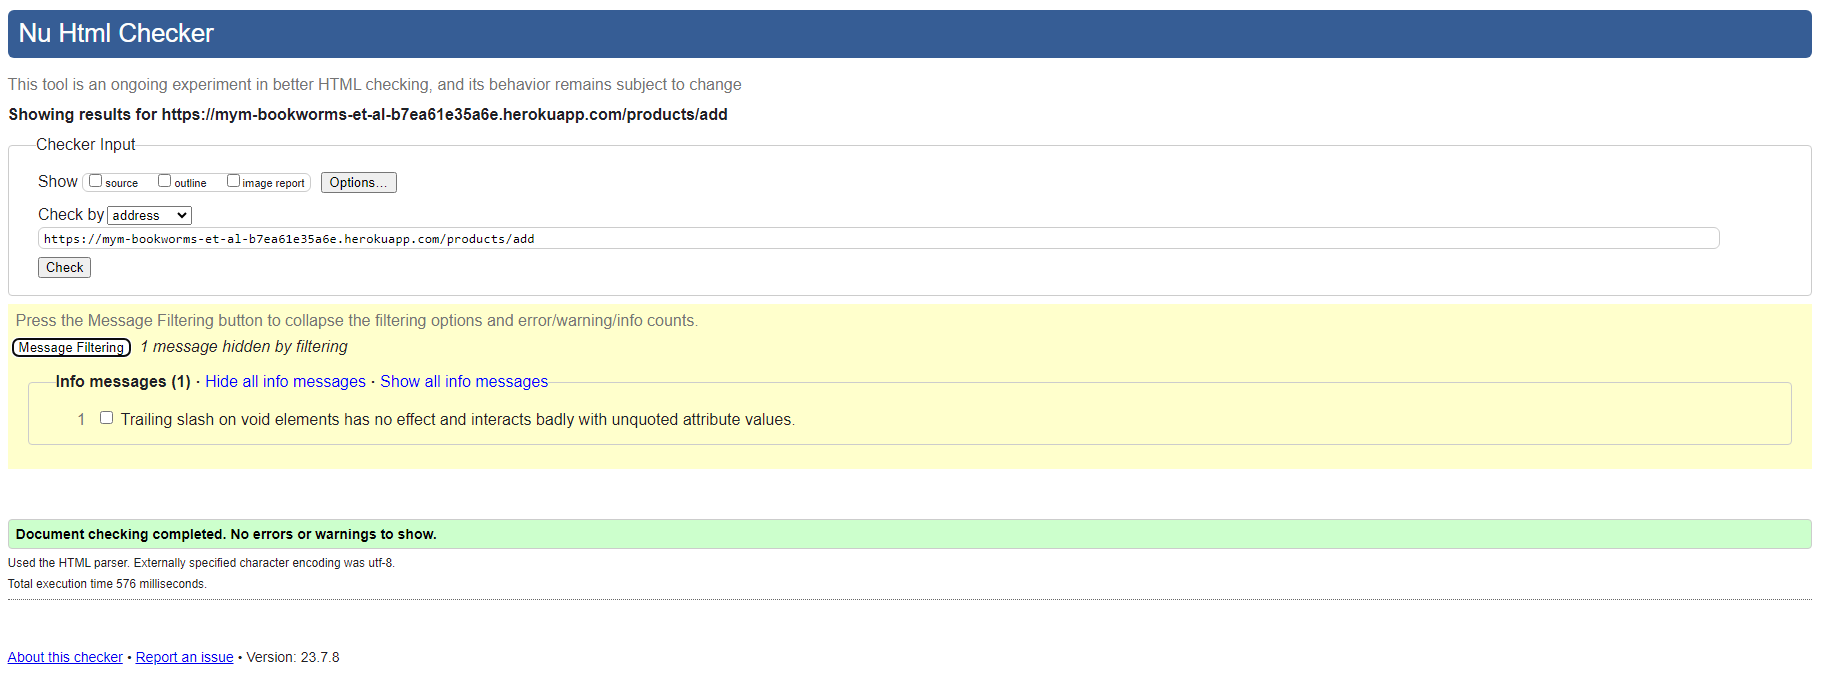 Nu Html Checker
This tool is an ongoing experiment in better HTML checking, and its behavior remains subject to change
Showing results for https://mym-bookworms-et-al-b7ea61e35a6e.herokuapp.com/products/add
Checker Input
Show source outline image report Options...
Check by address
https://mym-bookworms-et-al-b7ea61e35a6e.herokuapp.com/products/add
Check
Press the Message Filtering button to collapse the filtering options and error/warning/info counts.
Message Filtering 1 message hidden by filtering
Info messages (1) · Hide all info messages · Show all info messages
1 Trailing slash on void elements has no effect and interacts badly with unquoted attribute values.
Document checking completed. No errors or warnings to show.
Used the HTML parser. Externally specified character encoding was utf-8.
Total execution time 576 milliseconds.
About this checker • Report an issue • Version: 23.7.8